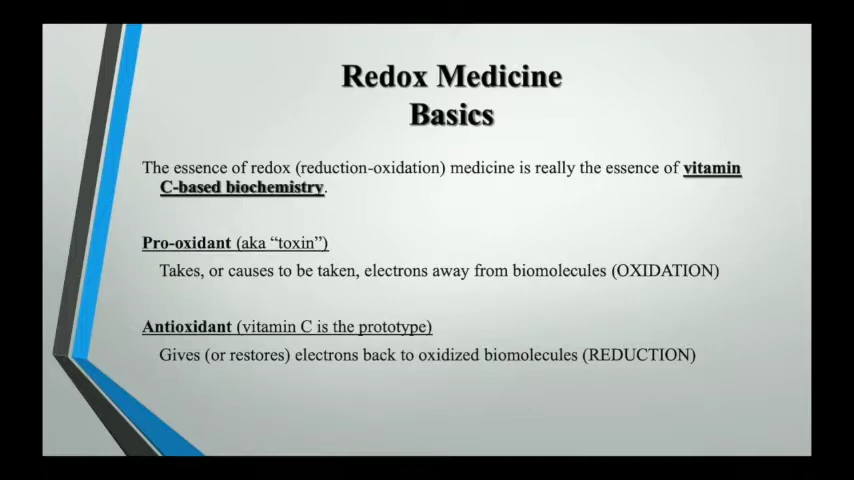 Redox Medicine
Basics
The essence of redox (reduction-oxidation) medicine is really the essence of vitamin
C-based biochemistry.
Pro-oxidant (aka “toxin”)
Takes, or causes to be taken, electrons away from biomolecules (OXIDATION)
Antioxidant (vitamin C is the prototype)
Gives (or restores) electrons back to oxidized biomolecules (REDUCTION)